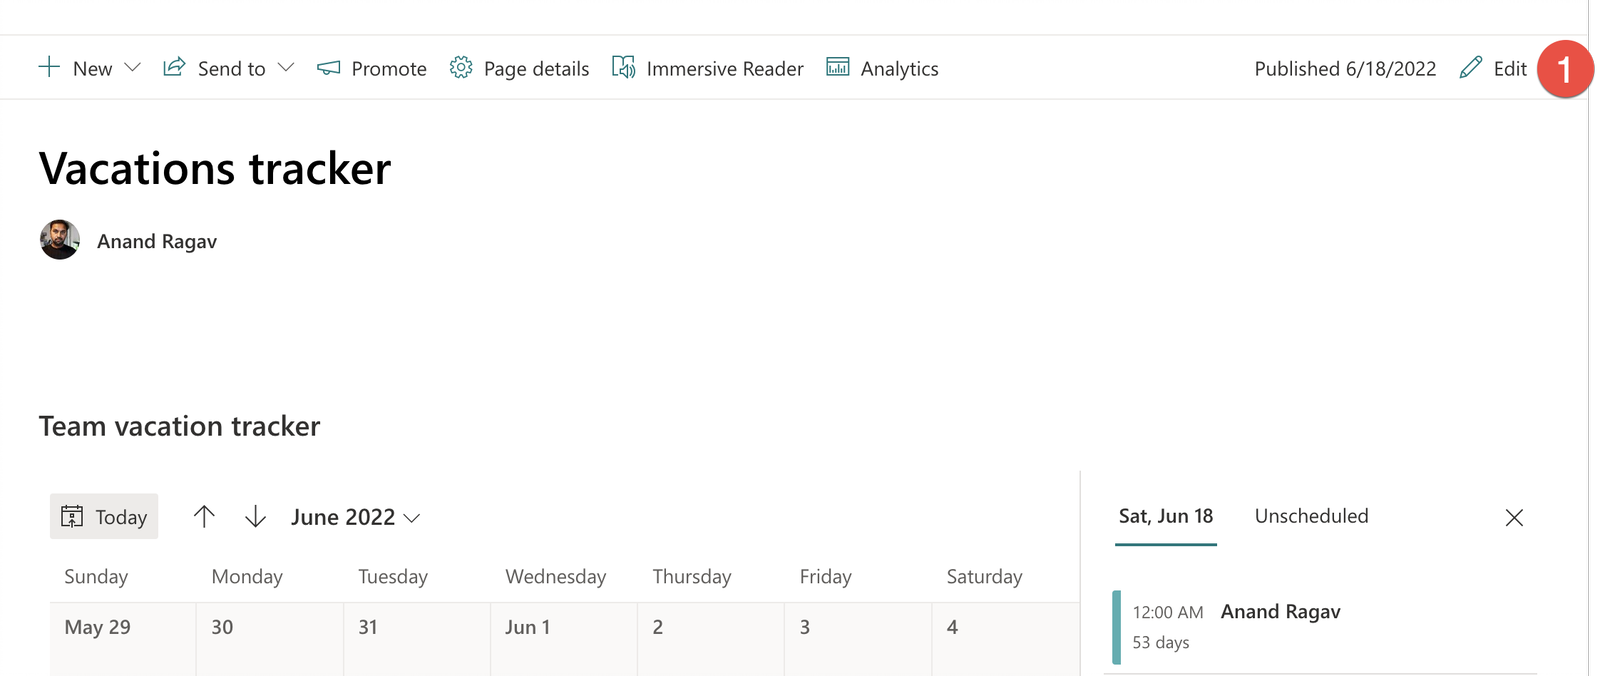 New Send to Promote Page details Immersive Reader Analytics Published 6/18/2022 Edit 1
Vacations tracker
Anand Ragav
Team vacation tracker
Today June 2022
Sunday Monday Tuesday Wednesday Thursday Friday Saturday
May 29 30 31 Jun 1 2 3 4
Sat, Jun 18 Unscheduled
12:00 AM Anand Ragav
53 days